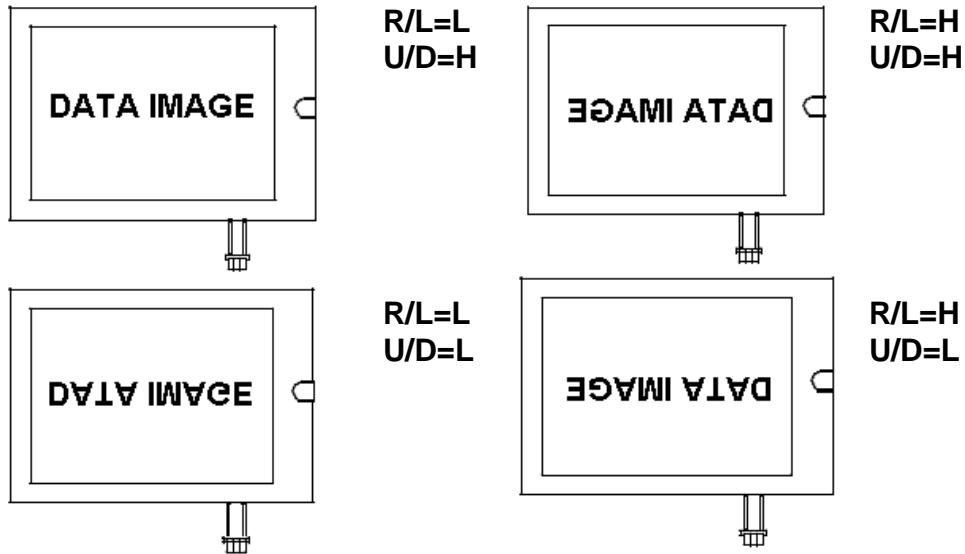 R/L=L
U/D=H
DATA IMAGE
R/L=H
U/D=H
DATA IMAGE
R/L=L
U/D=L
DATA IMAGE
R/L=H
U/D=L
DATA IMAGE